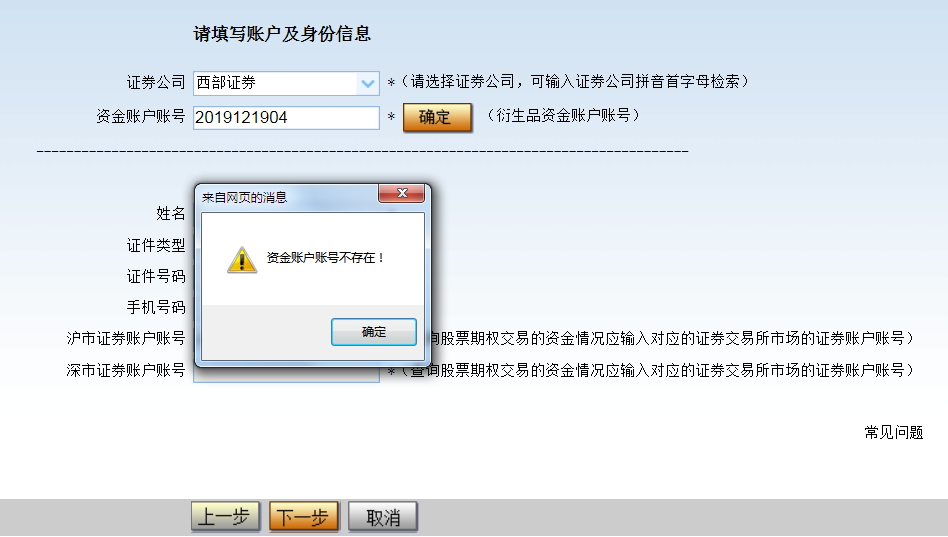 请填写账户及身份信息
证券公司 西部证券 *（请选择证券公司，可输入证券公司拼音首字母检索）
资金账户账号 2019121904 * 确定 （衍生品资金账户账号）
来自网页的消息
姓名
证件类型
资金账户账号不存在！
证件号码
手机号码
确定
沪市证券账户账号 询股票期权交易的资金情况应输入对应的证券交易所市场的证券账户账号）
深市证券账户账号 *（查询股票期权交易的资金情况应输入对应的证券交易所市场的证券账户账号）
常见问题
上一步 下一步 取消